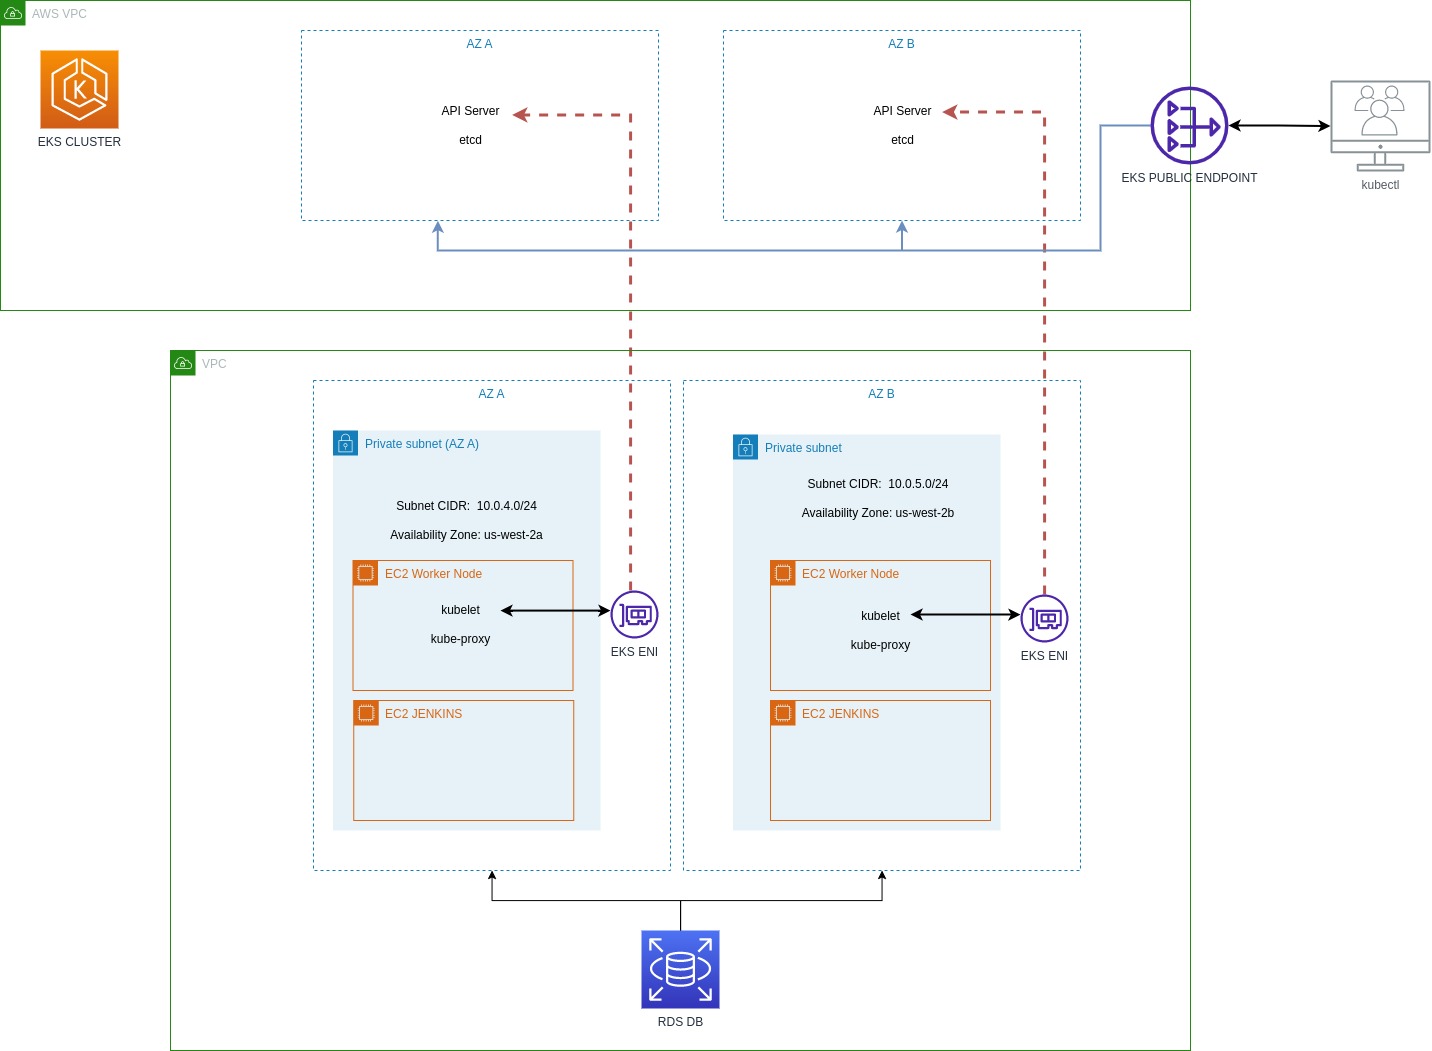 AWS VPC
AZ A
AZ B
API Server
etcd
API Server
etcd
EKS CLUSTER
EKS PUBLIC ENDPOINT
kubectl
VPC
AZ A
AZ B
Private subnet (AZ A)
Subnet CIDR:  10.0.4.0/24
Availability Zone: us-west-2a
EC2 Worker Node
kubelet
kube-proxy
EKS ENI
EC2 JENKINS
Private subnet
Subnet CIDR:  10.0.5.0/24
Availability Zone: us-west-2b
EC2 Worker Node
kubelet
kube-proxy
EKS ENI
EC2 JENKINS
RDS DB